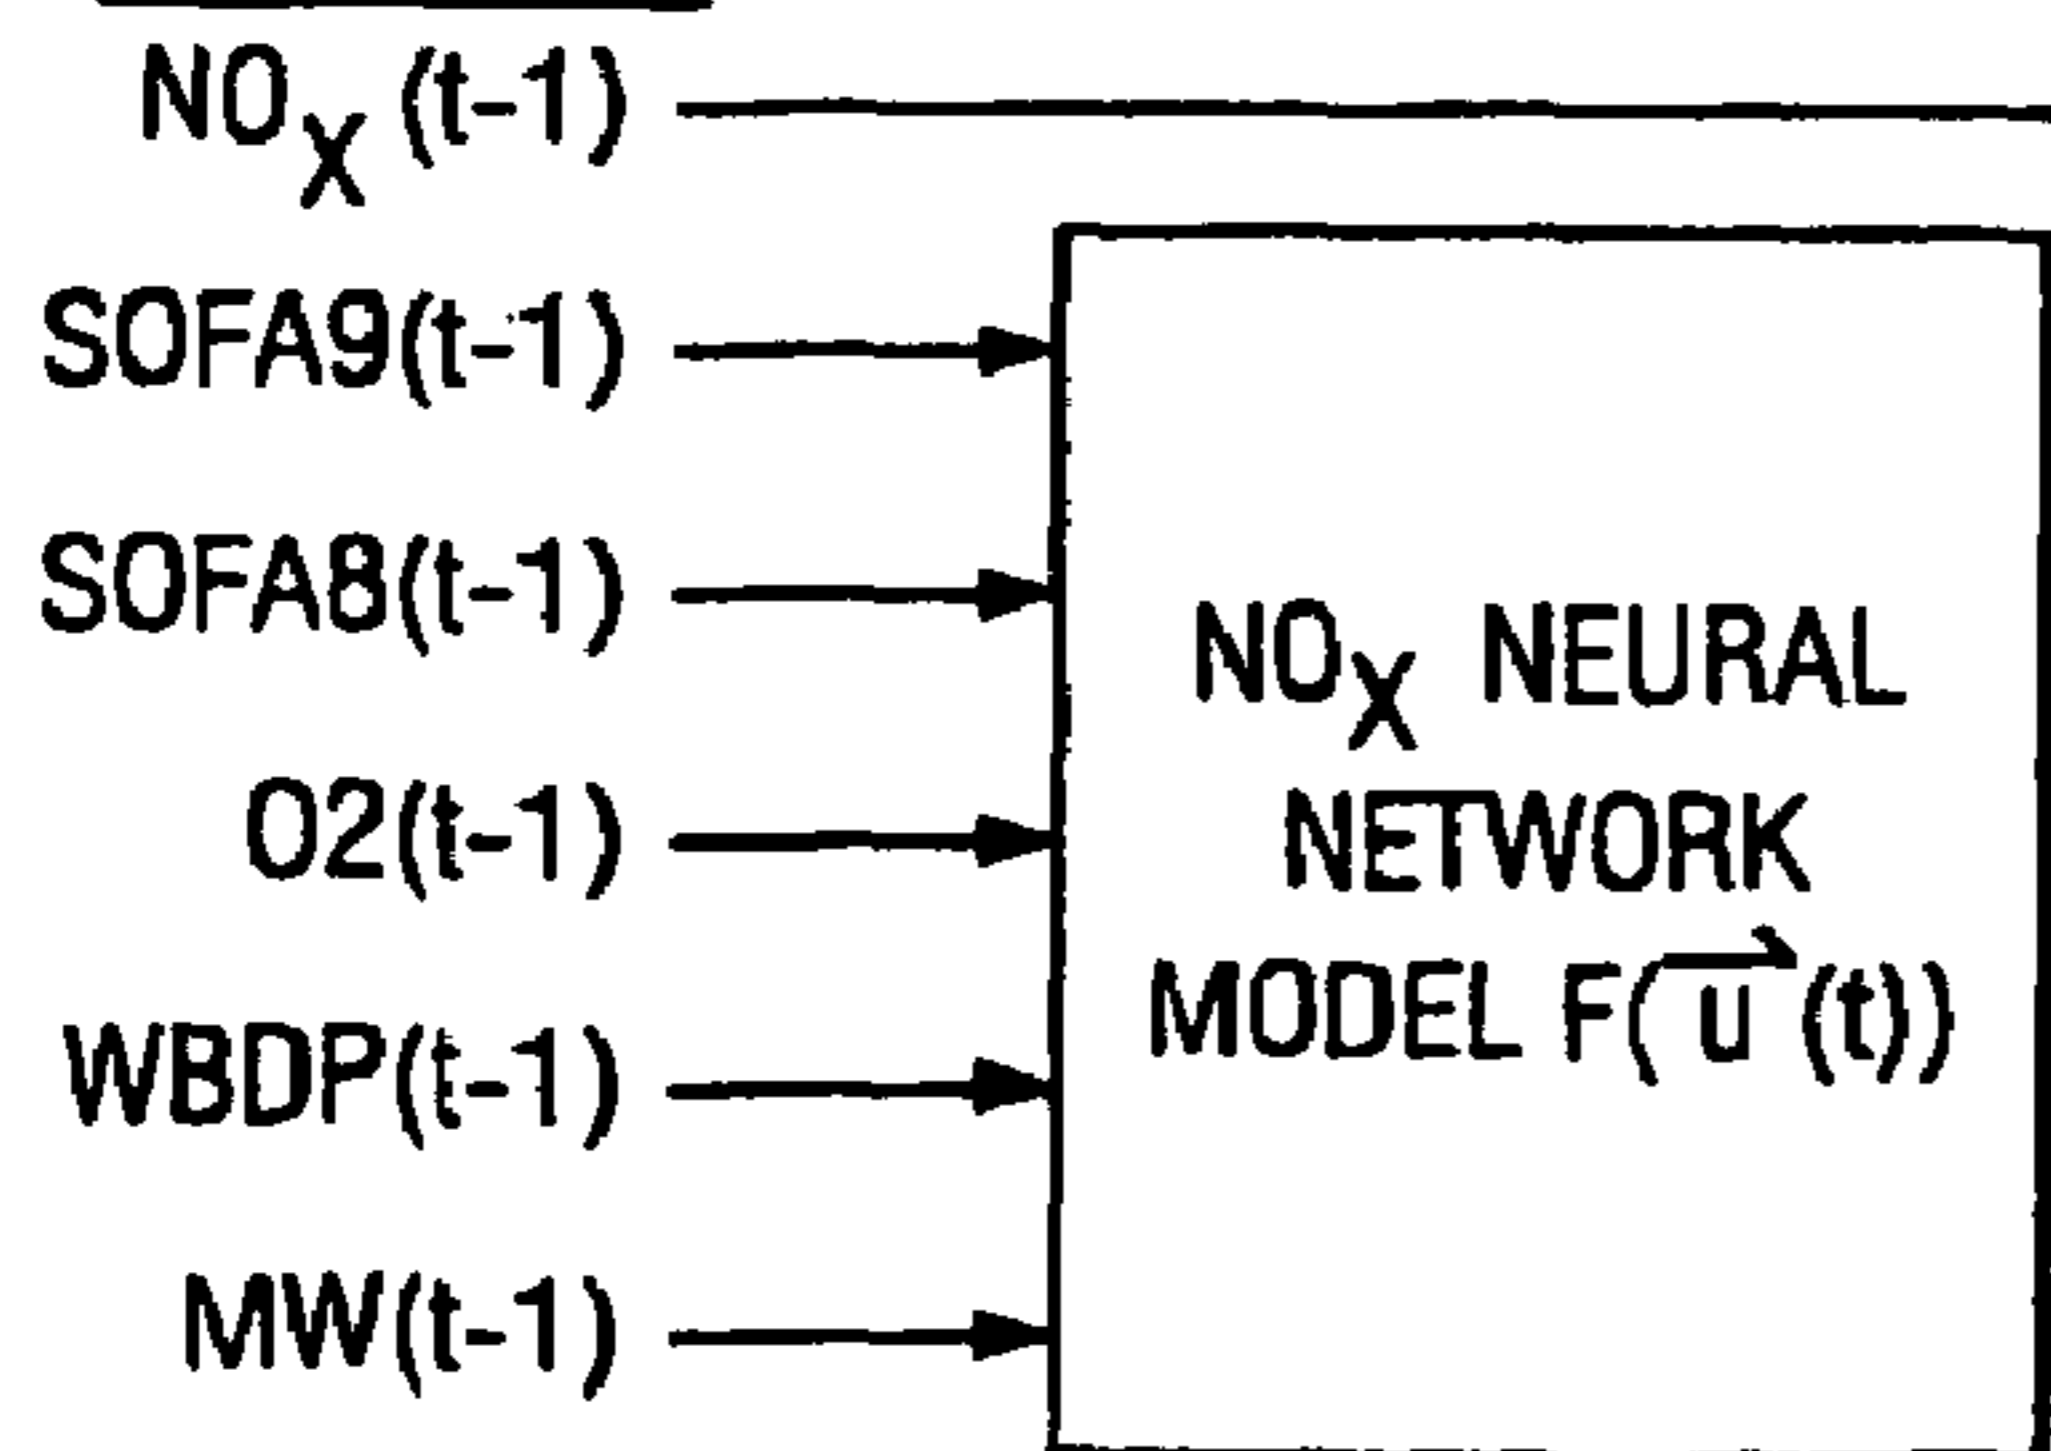 NOX (t-1)
SOFA9(t-1)
SOFA8(t-1)
O2(t-1)
WBDP(t-1)
MW(t-1)
NOX NEURAL
NETWORK
MODEL F(u⃗(t))